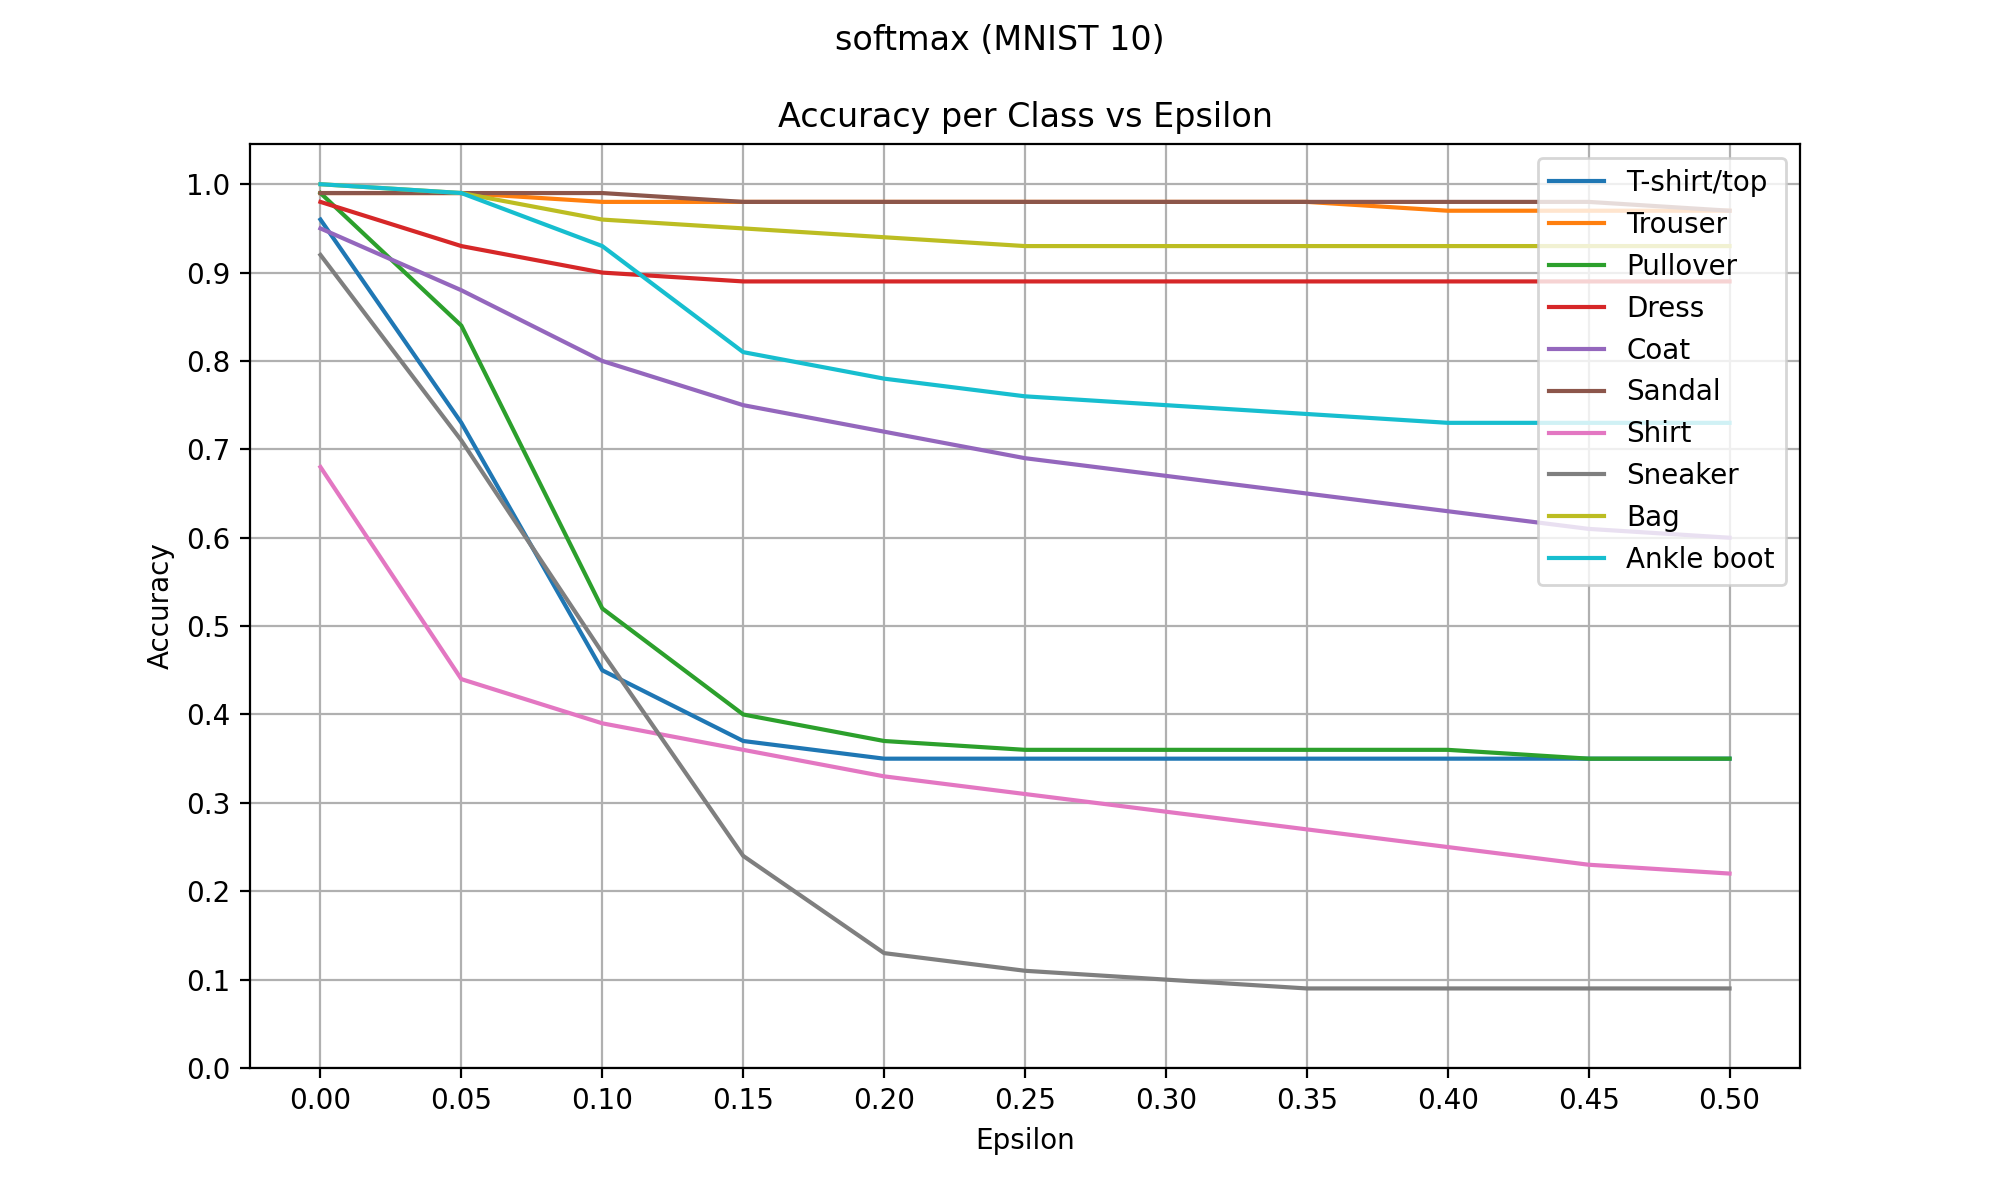 softmax (MNIST 10)
Accuracy per Class vs Epsilon
Accuracy
1.0
0.9
0.8
0.7
0.6
0.5
0.4
0.3
0.2
0.1
0.0
T-shirt/top
Trouser
Pullover
Dress
Coat
Sandal
Shirt
Sneaker
Bag
Ankle boot
0.00 0.05 0.10 0.15 0.20 0.25 0.30 0.35 0.40 0.45 0.50
Epsilon